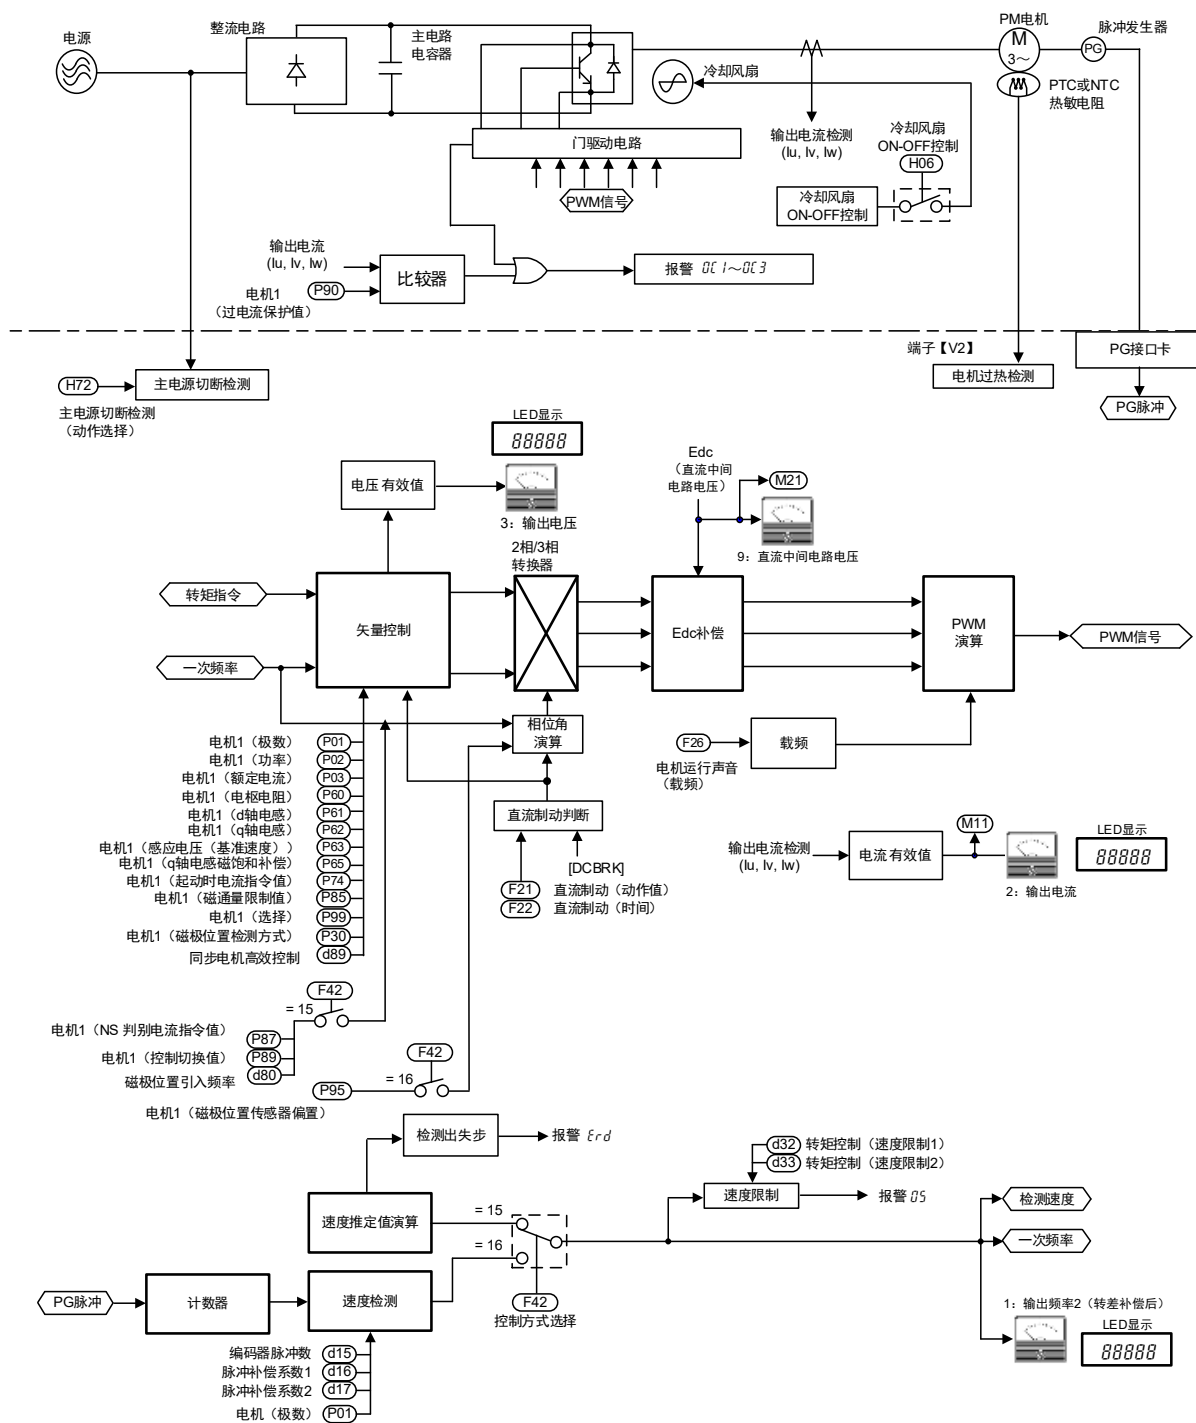 电源
整流电路
主电路
电容器
PM电机
M
3～
脉冲发生器
PG
冷却风扇
PTC或NTC
热敏电阻
门驱动电路
PWM信号
输出电流检测
(Iu, Iv, Iw)
冷却风扇
ON-OFF控制
H06
冷却风扇
ON-OFF控制
输出电流
(Iu, Iv, Iw)
电机1
（过电流保护值）
P90
比较器
报警 0C1～0C3
H72
主电源切断检测
主电源切断检测
(动作选择)
端子【V2】
电机过热检测
PG接口卡
PG脉冲
LED显示
88888
电压 有效值
3：输出电压
Edc
（直流中间
电路电压）
M21
9：直流中间电路电压
2相/3相
转换器
转矩指令
矢量控制
Edc补偿
PWM
演算
PWM信号
一次频率
相位角
演算
F26
电机运行声音
(载频)
载频
电机1（极数） P01
电机1（功率） P02
电机1（额定电流） P03
电机1（电枢电阻） P60
电机1（d轴电感） P61
电机1（q轴电感） P62
电机1（感应电压（基准速度）） P63
电机1（q轴电感磁饱和补偿） P65
电机1（起动时电流指令值） P74
电机1（磁通量限制值） P85
电机1（选择） P99
电机1（磁极位置检测方式） P30
同步电机高效控制 d89
直流制动判断
[DCBRK]
F21 直流制动（动作值）
F22 直流制动（时间）
输出电流检测
(Iu, Iv, Iw)
电流 有效值
M11
2：输出电流
LED显示
88888
F42
= 15
电机1（NS 判别电流指令值）
P87
电机1（控制切换值） P89
磁极位置引入频率 d80
F42
= 16
P95
电机1（磁极位置传感器偏置）
检测出失步
报警 Erd
d32 转矩控制（速度限制1）
d33 转矩控制（速度限制2）
速度限制
报警 05
速度推定值演算
= 15
= 16
检测速度
一次频率
PG脉冲
计数器
速度检测
F42
控制方式选择
1：输出频率2（转差补偿后）
LED显示
88888
编码器脉冲数 d15
脉冲补偿系数1 d16
脉冲补偿系数2 d17
电机（极数） P01